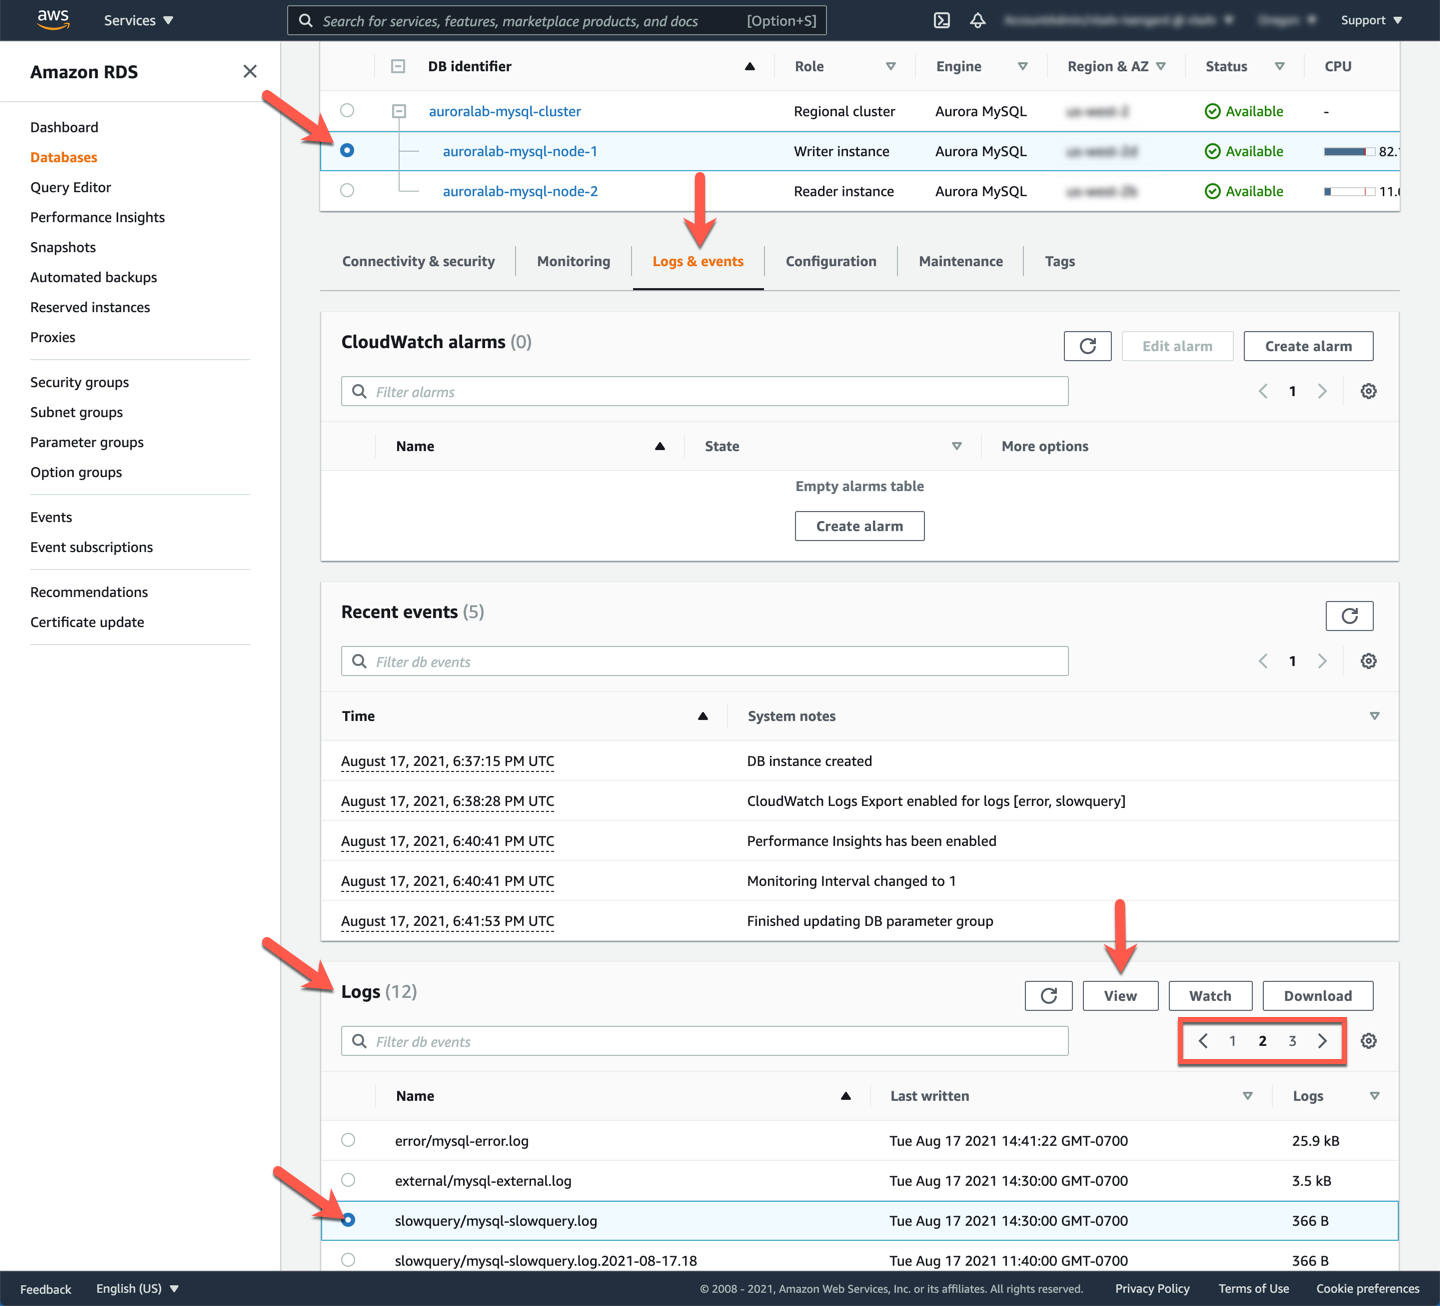 aws Services Search for services, features, marketplace products, and docs [Option+S] Support
Amazon RDS
Dashboard
Databases
Query Editor
Performance Insights
Snapshots
Automated backups
Reserved instances
Proxies
Security groups
Subnet groups
Parameter groups
Option groups
Events
Event subscriptions
Recommendations
Certificate update
DB identifier Role Engine Region & AZ Status CPU
auroralab-mysql-cluster Regional cluster Aurora MySQL Available -
auroralab-mysql-node-1 Writer instance Aurora MySQL Available 82.
auroralab-mysql-node-2 Reader instance Aurora MySQL Available 11.
Connectivity & security Monitoring Logs & events Configuration Maintenance Tags
CloudWatch alarms (0) Edit alarm Create alarm
Filter alarms 1
Name State More options
Empty alarms table
Create alarm
Recent events (5)
Filter db events 1
Time System notes
August 17, 2021, 6:37:15 PM UTC DB instance created
August 17, 2021, 6:38:28 PM UTC CloudWatch Logs Export enabled for logs [error, slowquery]
August 17, 2021, 6:40:41 PM UTC Performance Insights has been enabled
August 17, 2021, 6:40:41 PM UTC Monitoring Interval changed to 1
August 17, 2021, 6:41:53 PM UTC Finished updating DB parameter group
Logs (12) View Watch Download
Filter db events 1 2 3
Name Last written Logs
error/mysql-error.log Tue Aug 17 2021 14:41:22 GMT-0700 25.9 kB
external/mysql-external.log Tue Aug 17 2021 14:30:00 GMT-0700 3.5 kB
slowquery/mysql-slowquery.log Tue Aug 17 2021 14:30:00 GMT-0700 366 B
slowquery/mysql-slowquery.log.2021-08-17.18 Tue Aug 17 2021 11:40:00 GMT-0700 366 B
Feedback English (US) © 2008 - 2021, Amazon Web Services, Inc. or its affiliates. All rights reserved. Privacy Policy Terms of Use Cookie preferences